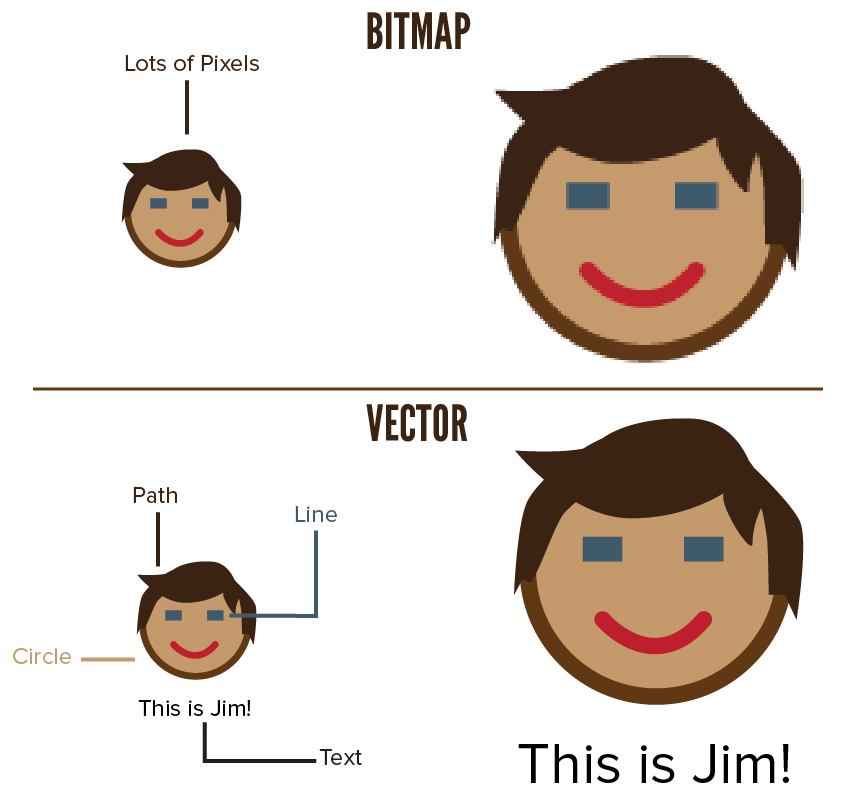 BITMAP
Lots of Pixels
VECTOR
Path
Line
Circle
This is Jim!
Text
This is Jim!